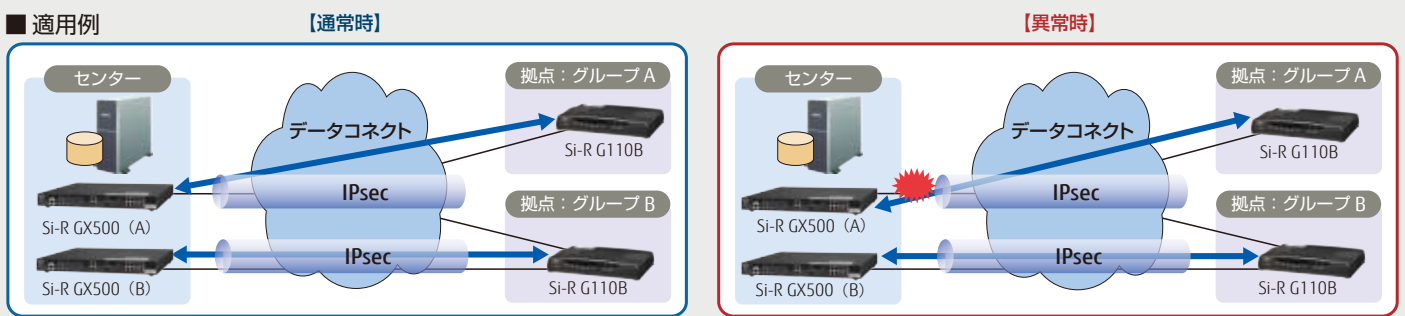 ■ 適用例
【通常時】
センター
データコネクト
拠点：グループ A
Si-R G110B
IPsec
Si-R GX500（A）
拠点：グループ B
IPsec
Si-R GX500（B）
Si-R G110B
【異常時】
センター
データコネクト
拠点：グループ A
Si-R G110B
IPsec
Si-R GX500（A）
拠点：グループ B
IPsec
Si-R GX500（B）
Si-R G110B